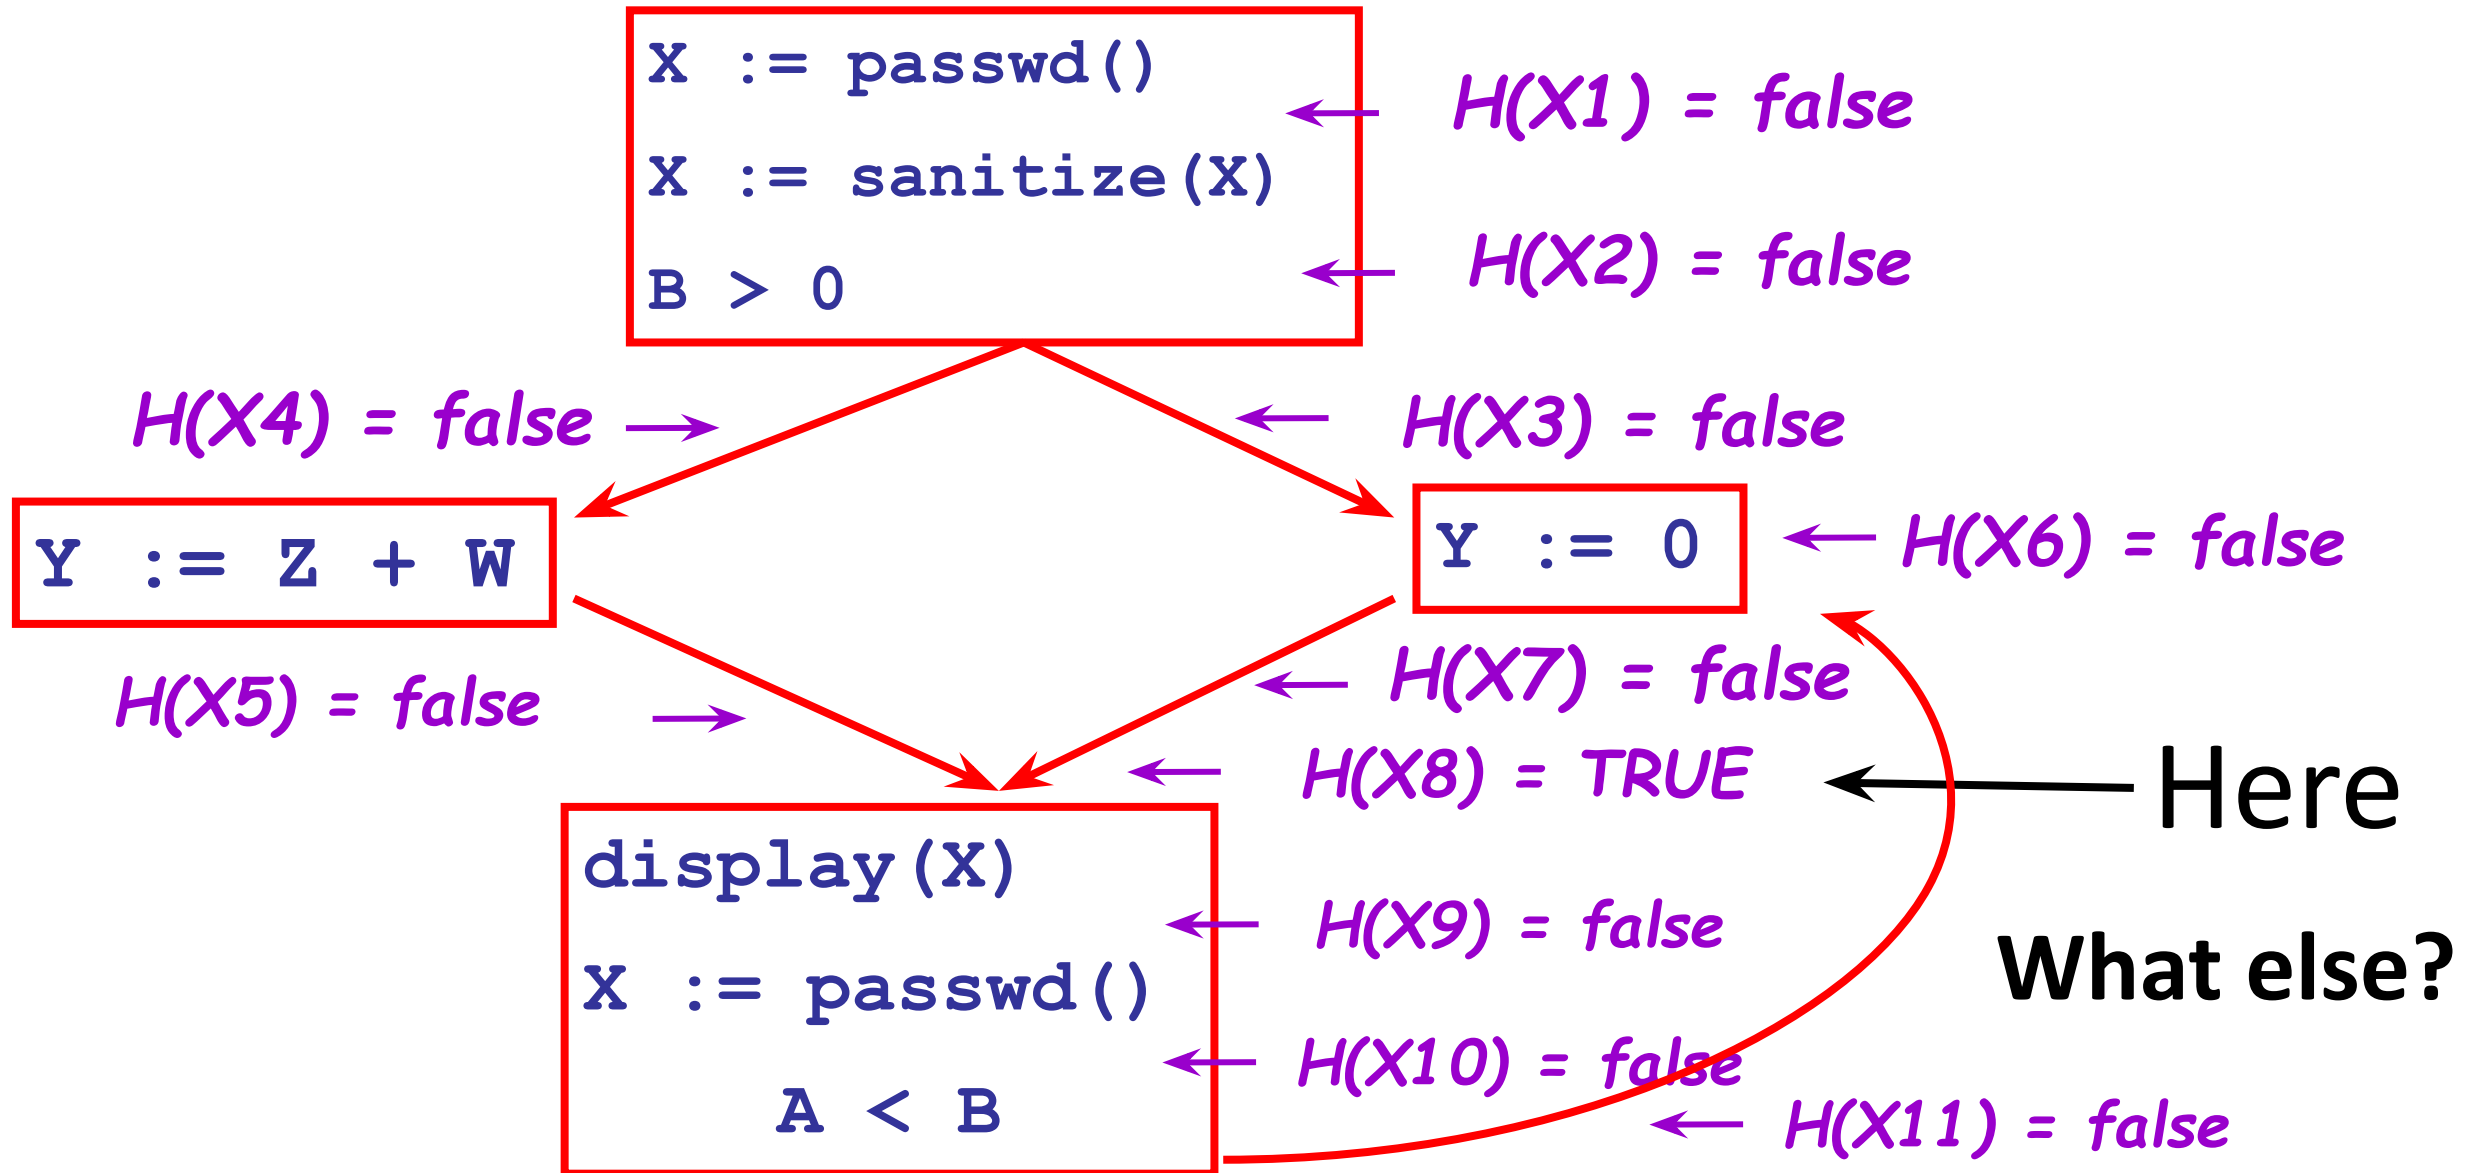 X := passwd()
H(X1) = false
X := sanitize(X)
H(X2) = false
B > 0
H(X4) = false
H(X3) = false
Y := Z + W
Y := 0
H(X6) = false
H(X5) = false
H(X7) = false
H(X8) = TRUE
Here
display(X)
H(X9) = false
What else?
X := passwd()
H(X10) = false
A < B
H(X11) = false